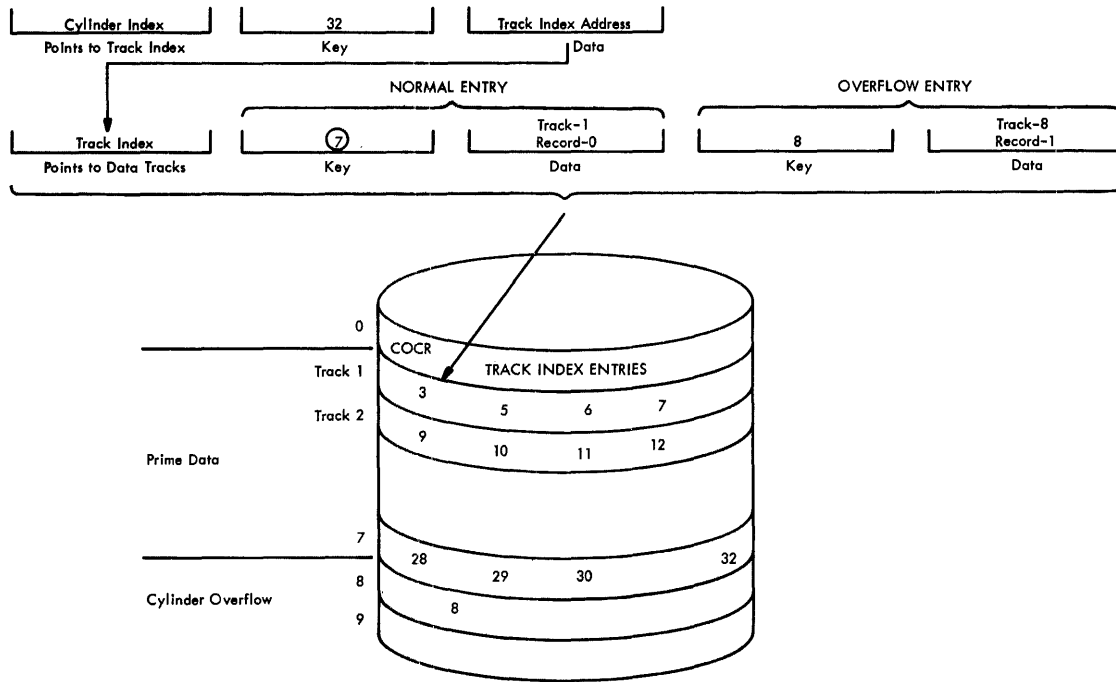 Cylinder Index 32 Track Index Address
Points to Track Index Key Data
NORMAL ENTRY OVERFLOW ENTRY
Track Index 7 Track-1 Record-0 8 Track-8 Record-1
Points to Data Tracks Key Data Key Data
0
COCR
Track 1 TRACK INDEX ENTRIES
3 5 6 7
Track 2
9 10 11 12
Prime Data
7
28 29 30 32
8
Cylinder Overflow 8
9